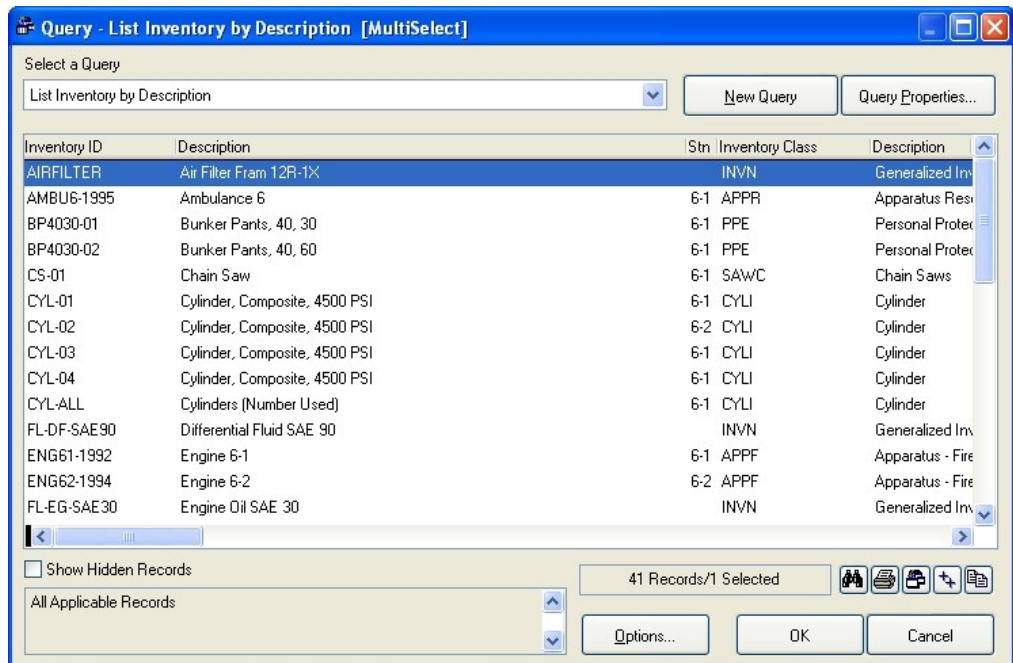 Query - List Inventory by Description [MultiSelect]
Select a Query
List Inventory by Description New Query Query Properties...
Inventory ID Description Stn Inventory Class Description
AIRFILTER Air Filter Fram 12R-1X INVN Generalized Inv
AMBU6-1995 Ambulance 6 6-1 APPR Apparatus Res
BP4030-01 Bunker Pants, 40, 30 6-1 PPE Personal Protec
BP4030-02 Bunker Pants, 40, 60 6-1 PPE Personal Protec
CS-01 Chain Saw 6-1 SAWC Chain Saws
CYL-01 Cylinder, Composite, 4500 PSI 6-1 CYLI Cylinder
CYL-02 Cylinder, Composite, 4500 PSI 6-2 CYLI Cylinder
CYL-03 Cylinder, Composite, 4500 PSI 6-1 CYLI Cylinder
CYL-04 Cylinder, Composite, 4500 PSI 6-1 CYLI Cylinder
CYL-ALL Cylinders (Number Used) 6-1 CYLI Cylinder
FL-DF-SAE90 Differential Fluid SAE 90 INVN Generalized Inv
ENG61-1992 Engine 6-1 6-1 APPF Apparatus - Fire
ENG62-1994 Engine 6-2 6-2 APPF Apparatus - Fire
FL-EG-SAE30 Engine Oil SAE 30 INVN Generalized Inv
Show Hidden Records
41 Records/1 Selected
All Applicable Records
Options... OK Cancel